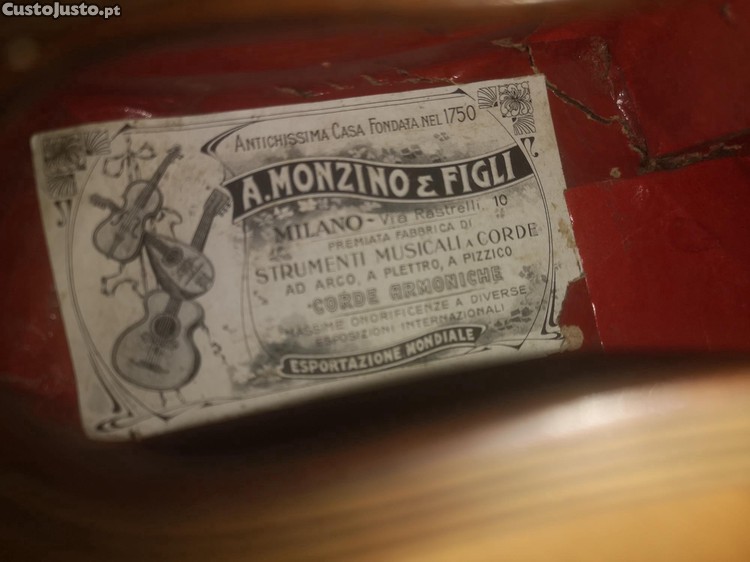 CustoJusto.pt
ANTICHISSIMA CASA FONDATA NEL 1750
A. MONZINO & FIGLI
MILANO - Via Rastrelli, 10
PREMIATA FABBRICA DI
STRUMENTI MUSICALI A CORDE
AD ARCO, A PLETTRO, A PIZZICO
CORDE ARMONICHE
MASSIME ONORIFICENZE A DIVERSE
ESPOSIZIONI INTERNAZIONALI
ESPORTAZIONE MONDIALE